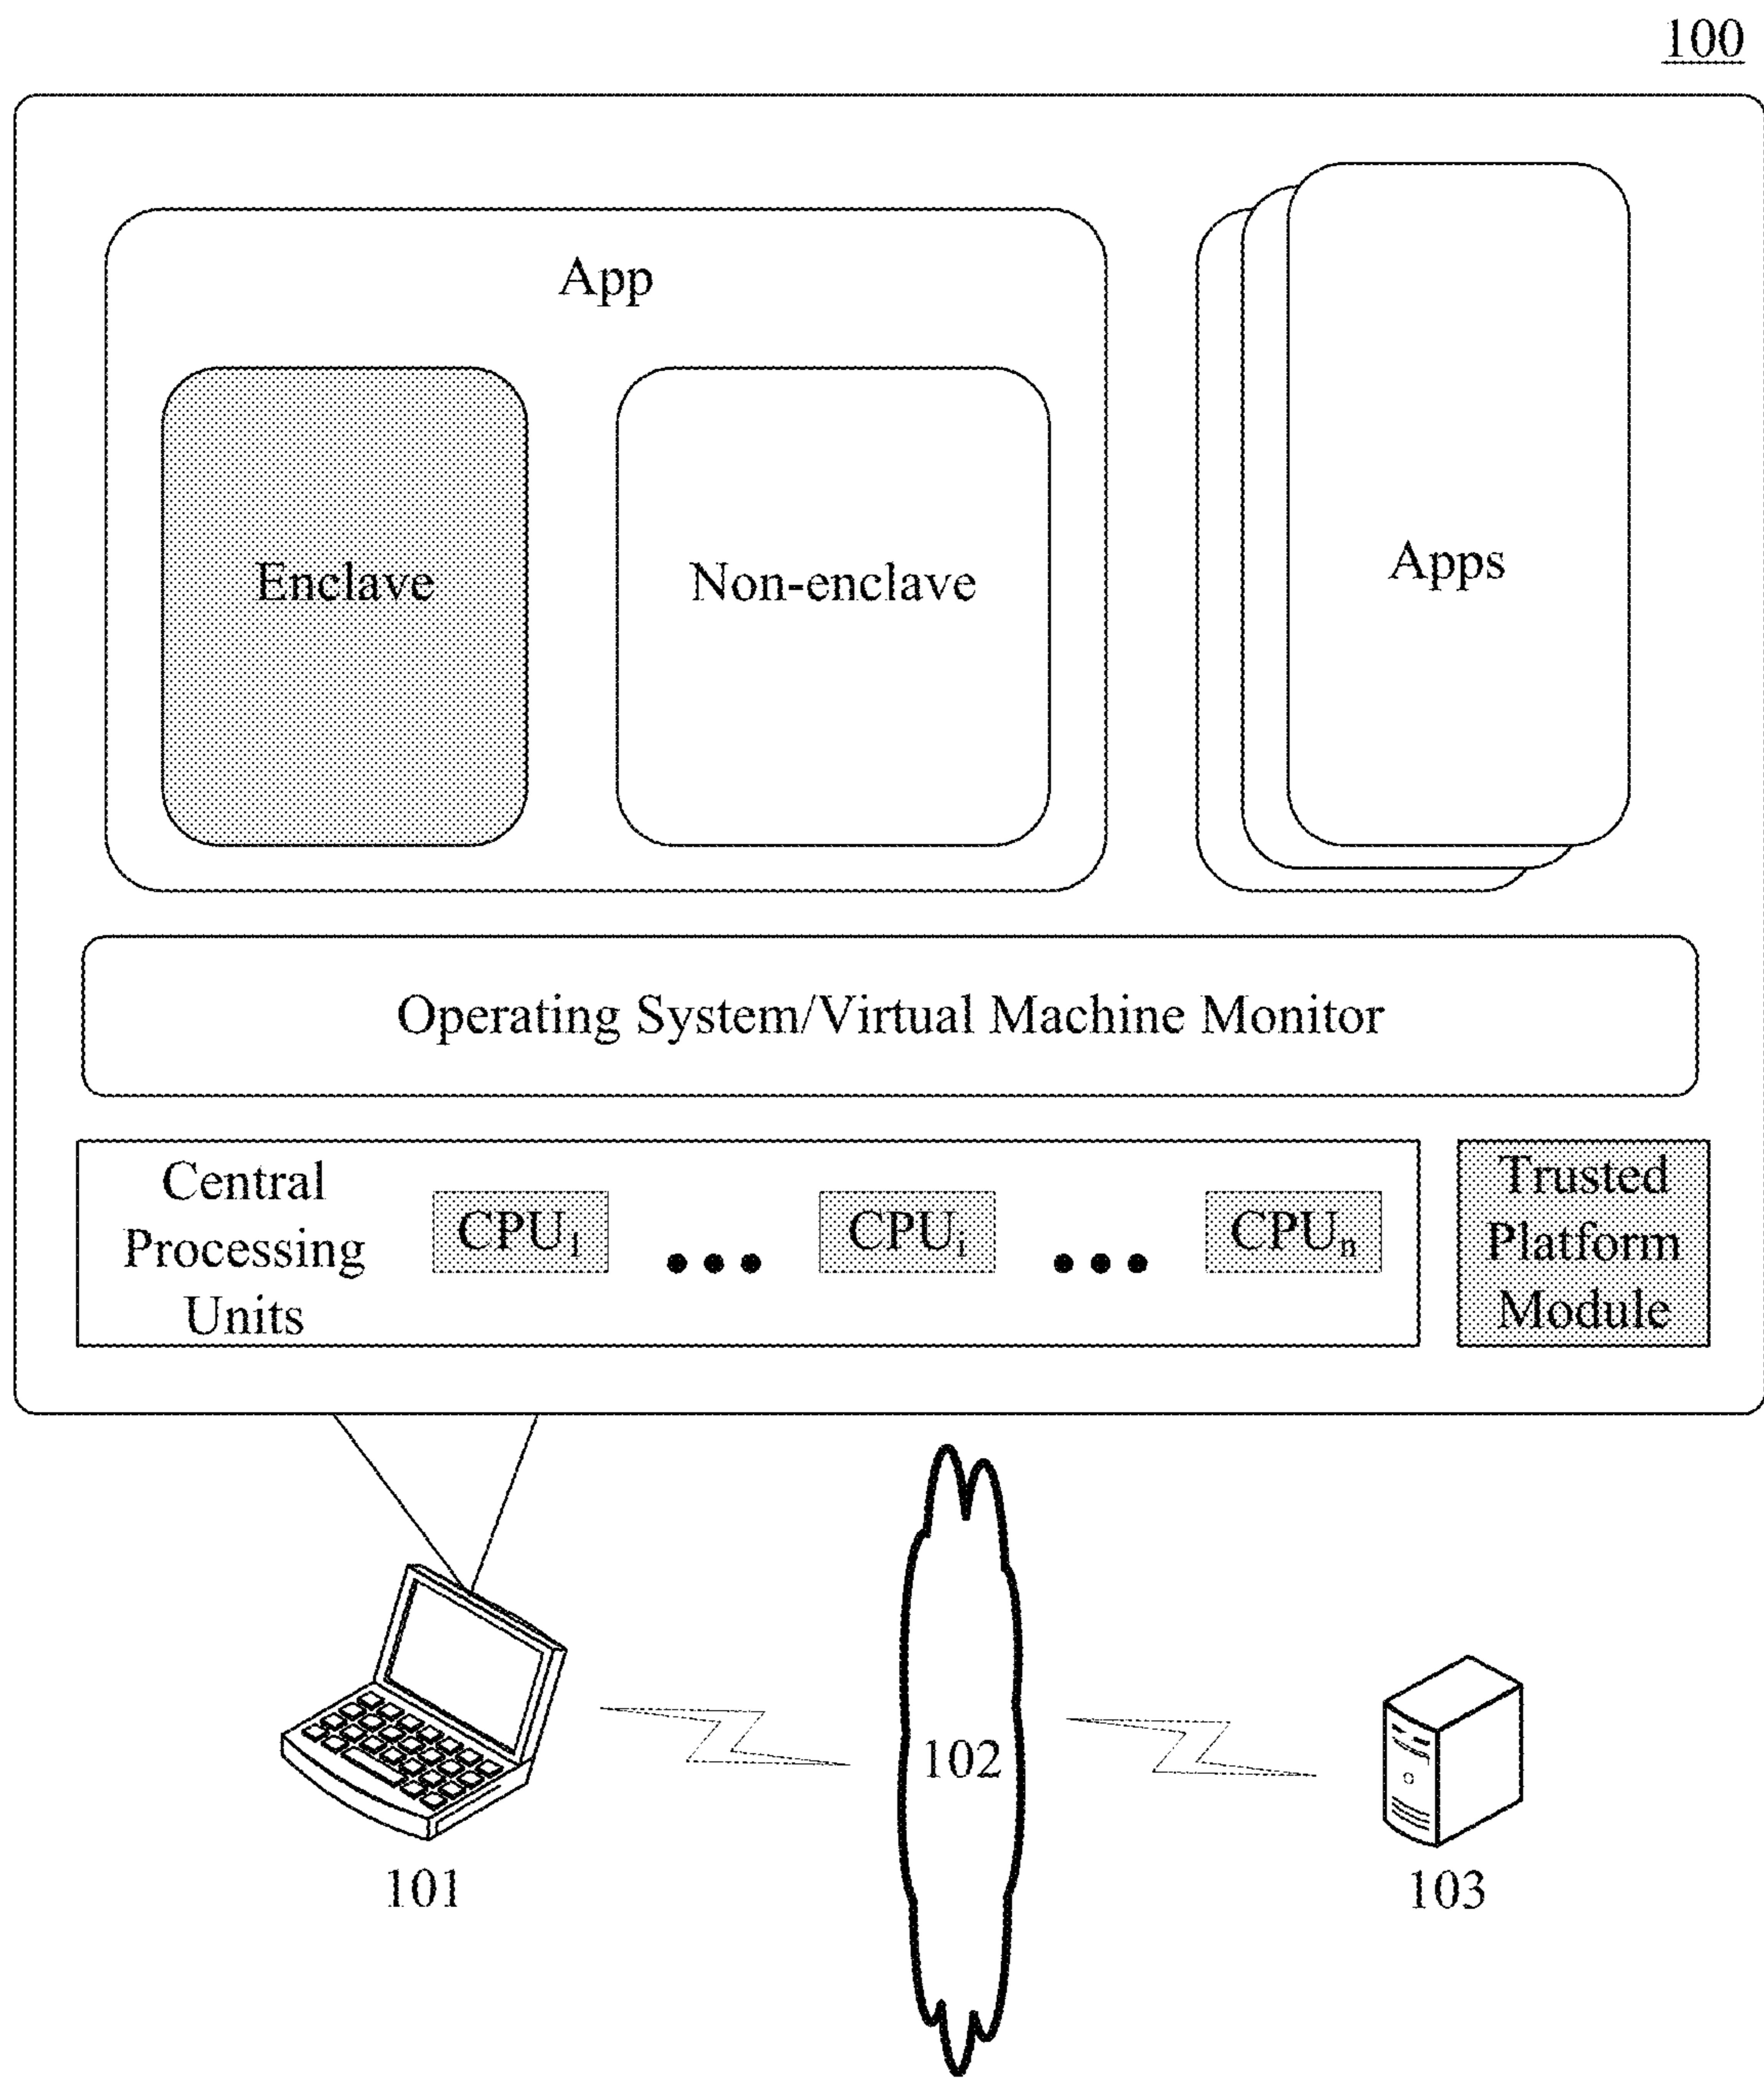 100
App
Enclave
Non-enclave
Apps
Operating System/Virtual Machine Monitor
Central
Processing
Units
CPU₁
CPUᵢ
CPUₙ
Trusted
Platform
Module
102
101
103